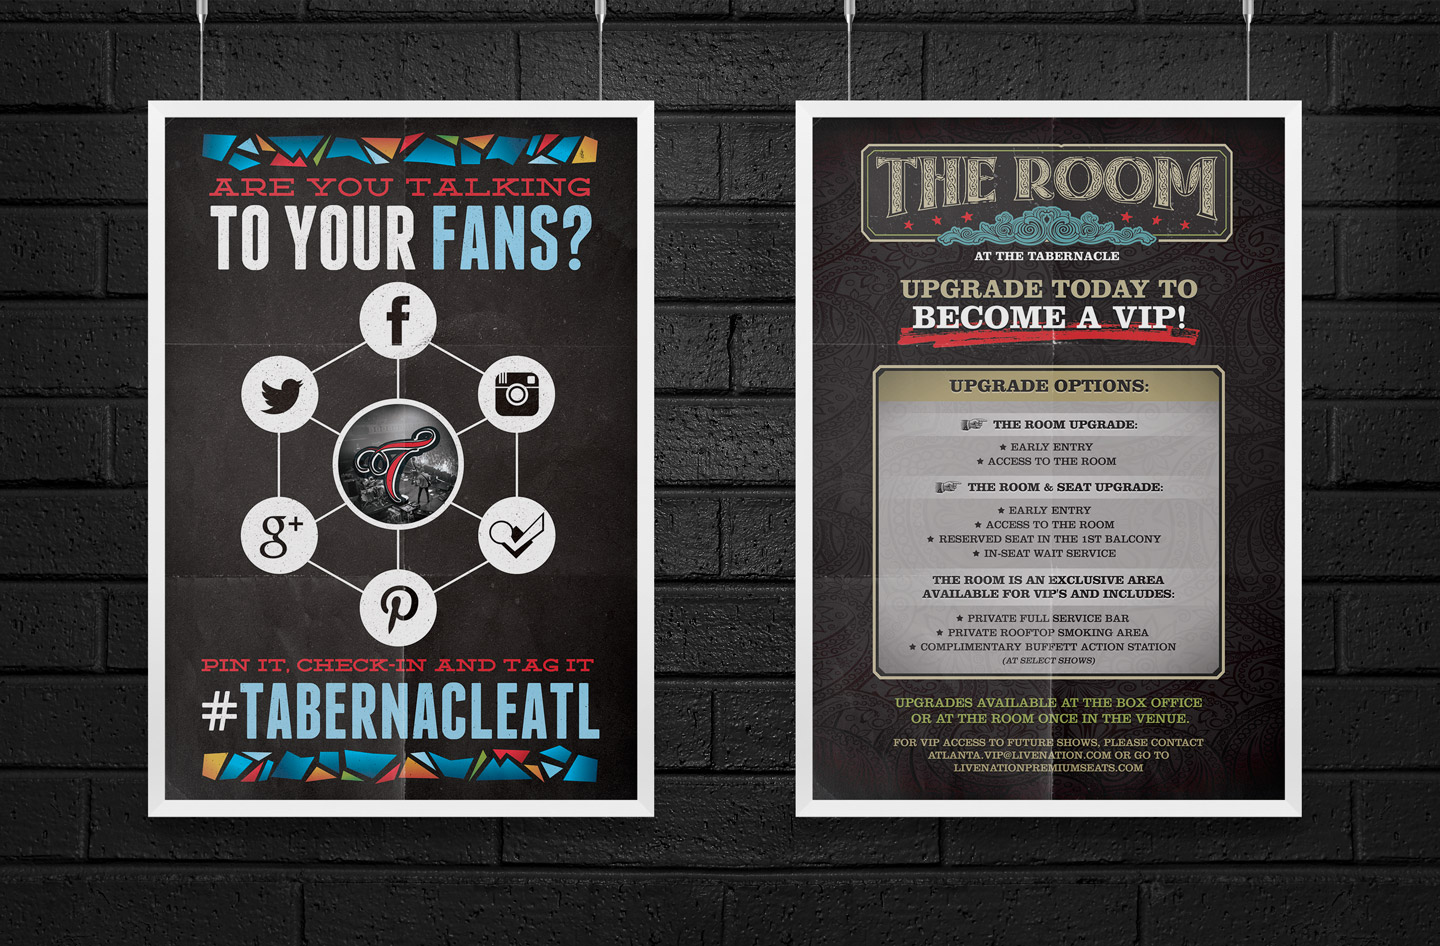 ARE YOU TALKING
TO YOUR FANS?
f
g+
T
PIN IT, CHECK-IN AND TAG IT
#TABERNACLEATL
THE ROOM
AT THE TABERNACLE
UPGRADE TODAY TO
BECOME A VIP!
UPGRADE OPTIONS:
THE ROOM UPGRADE:
★ EARLY ENTRY
★ ACCESS TO THE ROOM
THE ROOM & SEAT UPGRADE:
★ EARLY ENTRY
★ ACCESS TO THE ROOM
★ RESERVED SEAT IN THE 1ST BALCONY
★ IN-SEAT WAIT SERVICE
THE ROOM IS AN EXCLUSIVE AREA
AVAILABLE FOR VIP'S AND INCLUDES:
★ PRIVATE FULL SERVICE BAR
★ PRIVATE ROOFTOP SMOKING AREA
★ COMPLIMENTARY BUFFETT ACTION STATION
(AT SELECT SHOWS)
UPGRADES AVAILABLE AT THE BOX OFFICE
OR AT THE ROOM ONCE IN THE VENUE.
FOR VIP ACCESS TO FUTURE SHOWS, PLEASE CONTACT
ATLANTA.VIP@LIVENATION.COM OR GO TO
LIVENATIONPREMIUMSEATS.COM